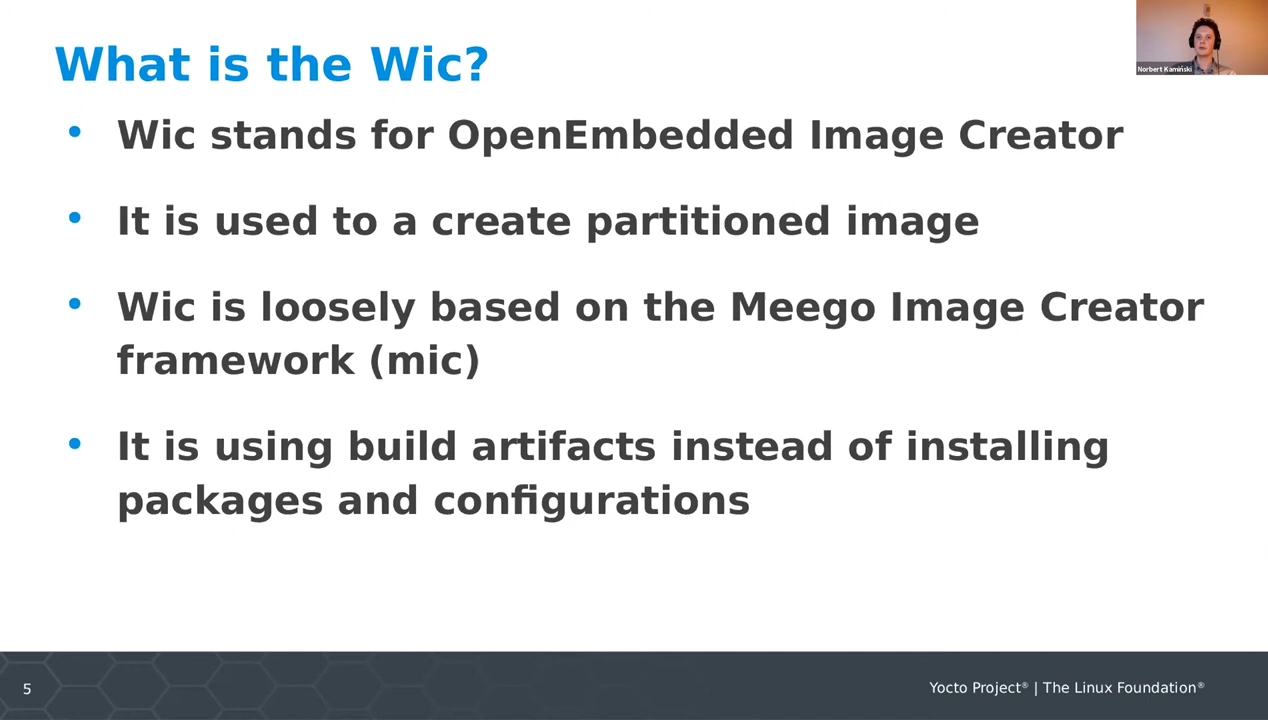 What is the Wic?
Norbert Kamiński
• Wic stands for OpenEmbedded Image Creator
• It is used to a create partitioned image
• Wic is loosely based on the Meego Image Creator
framework (mic)
• It is using build artifacts instead of installing
packages and configurations
5
Yocto Project® | The Linux Foundation®